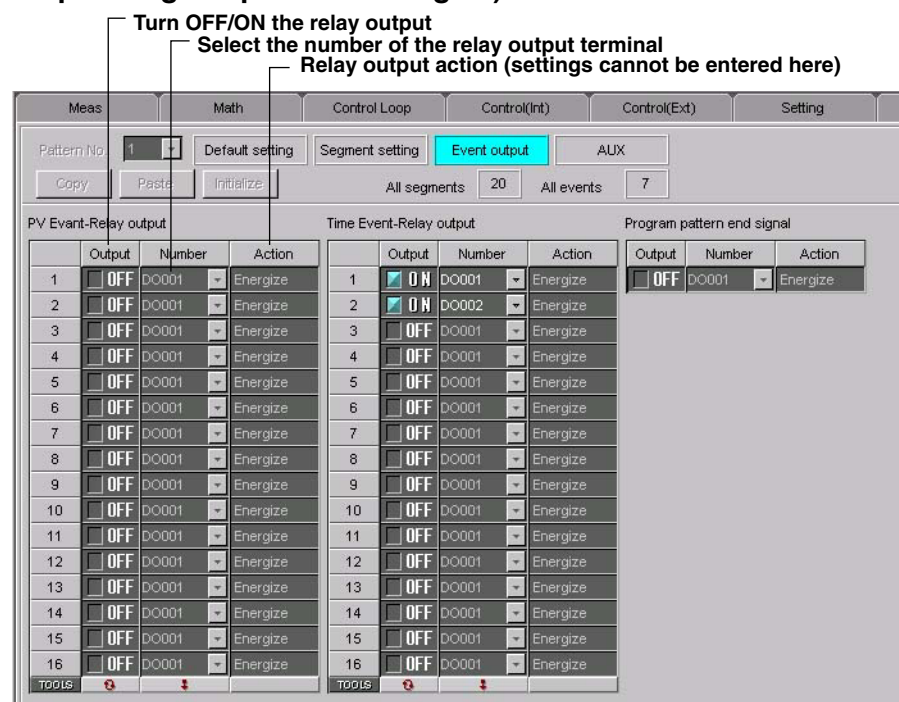 Turn OFF/ON the relay output
Select the number of the relay output terminal
Relay output action (settings cannot be entered here)
Meas Math Control Loop Control(Int) Control(Ext) Setting
Pattern No. 1 Default setting Segment setting Event output AUX
Copy Paste Initialize All segments 20 All events 7
PV Evant-Relay output Time Event-Relay output Program pattern end signal
Output Number Action Output Number Action Output Number Action
1 OFF DO001 Energize 1 ON DO001 Energize OFF DO001 Energize
2 OFF DO001 Energize 2 ON DO002 Energize
3 OFF DO001 Energize 3 OFF DO001 Energize
4 OFF DO001 Energize 4 OFF DO001 Energize
5 OFF DO001 Energize 5 OFF DO001 Energize
6 OFF DO001 Energize 6 OFF DO001 Energize
7 OFF DO001 Energize 7 OFF DO001 Energize
8 OFF DO001 Energize 8 OFF DO001 Energize
9 OFF DO001 Energize 9 OFF DO001 Energize
10 OFF DO001 Energize 10 OFF DO001 Energize
11 OFF DO001 Energize 11 OFF DO001 Energize
12 OFF DO001 Energize 12 OFF DO001 Energize
13 OFF DO001 Energize 13 OFF DO001 Energize
14 OFF DO001 Energize 14 OFF DO001 Energize
15 OFF DO001 Energize 15 OFF DO001 Energize
16 OFF DO001 Energize 16 OFF DO001 Energize
TOOLS TOOLS